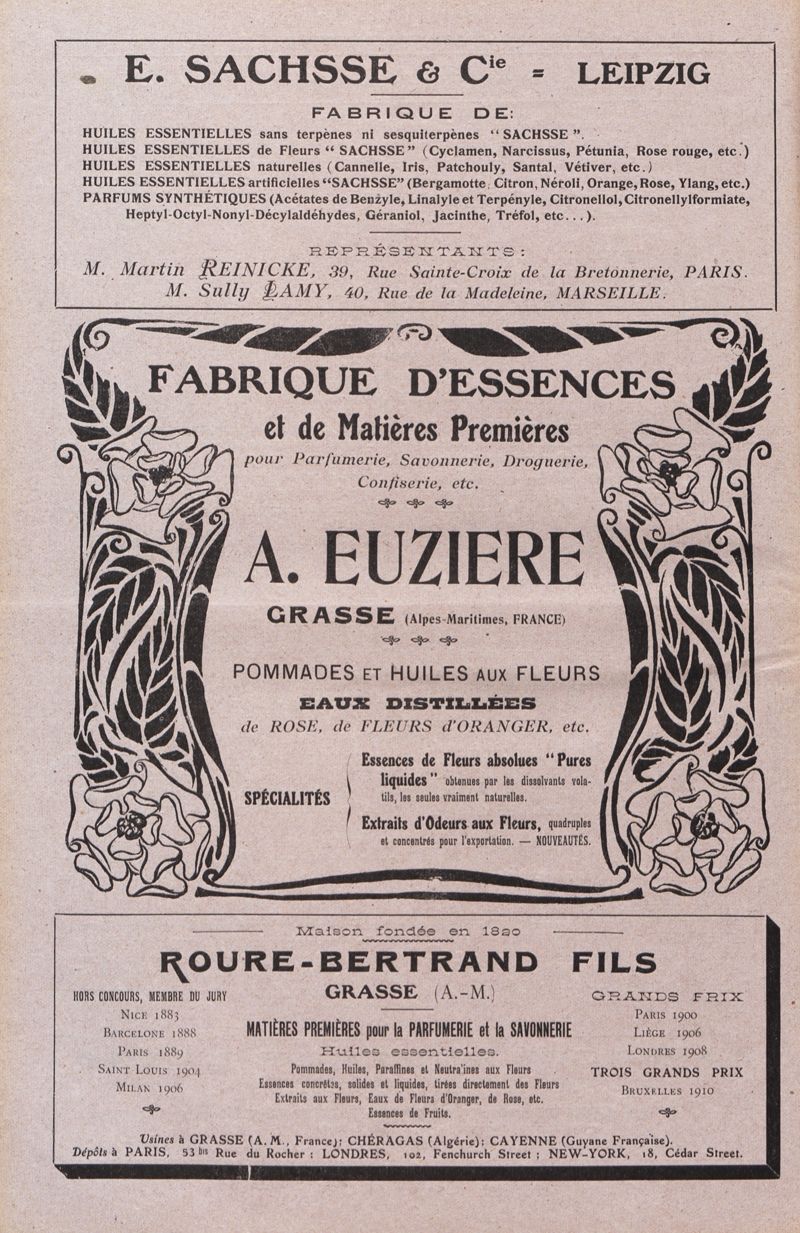 E. SACHSSE & Cie = LEIPZIG
FABRIQUE DE:
HUILES ESSENTIELLES sans terpènes ni sesquiterpènes “ SACHSSE ”.
HUILES ESSENTIELLES de Fleurs “ SACHSSE ” (Cyclamen, Narcissus, Pétunia, Rose rouge, etc.)
HUILES ESSENTIELLES naturelles (Cannelle, Iris, Patchouly, Santal, Vétiver, etc.)
HUILES ESSENTIELLES artificielles “SACHSSE” (Bergamotte, Citron, Néroli, Orange, Rose, Ylang, etc.)
PARFUMS SYNTHÉTIQUES (Acétates de Benzyle, Linalyle et Terpényle, Citronellol, Citronellylformiate,
Heptyl-Octyl-Nonyl-Décylaldéhydes, Géraniol, Jacinthe, Tréfol, etc...).
REPRÉSENTANTS:
M. Martin REINICKE, 39, Rue Sainte-Croix de la Bretonnerie, PARIS.
M. Sully LAMY, 40, Rue de la Madeleine, MARSEILLE.
FABRIQUE D'ESSENCES
et de Matières Premières
pour Parfumerie, Savonnerie, Droguerie,
Confiserie, etc.
A. EUZIERE
GRASSE (Alpes-Maritimes, FRANCE)
POMMADES ET HUILES AUX FLEURS
EAUX DISTILLÉES
de ROSE, de FLEURS d'ORANGER, etc.
SPÉCIALITÉS
Essences de Fleurs absolues “ Pures
liquides ” obtenues par les dissolvants vola-
tils, les seules vraiment naturelles.
Extraits d'Odeurs aux Fleurs, quadruples
et concentrés pour l'exportation. — NOUVEAUTÉS.
Maison fondée en 1820
ROURE-BERTRAND FILS
GRASSE (A.-M.)
HORS CONCOURS, MEMBRE DU JURY
NICE 1883
BARCELONE 1888
PARIS 1889
SAINT LOUIS 1904
MILAN 1906
MATIÈRES PREMIÈRES pour la PARFUMERIE et la SAVONNERIE
Huiles essentielles.
Pommades, Huiles, Paraffines et Neutraïnes aux Fleurs
Essences concrètes, solides et liquides, tirées directement des Fleurs
Extraits aux Fleurs, Eaux de Fleurs d'Oranger, de Rose, etc.
Essences de Fruits.
GRANDS PRIX
PARIS 1900
LIÈGE 1906
LONDRES 1908
TROIS GRANDS PRIX
BRUXELLES 1910
Usines à GRASSE (A. M., France); CHÉRAGAS (Algérie); CAYENNE (Guyane Française).
Dépôts à PARIS, 53 bis Rue du Rocher : LONDRES, 102, Fenchurch Street ; NEW-YORK, 18, Cédar Street.